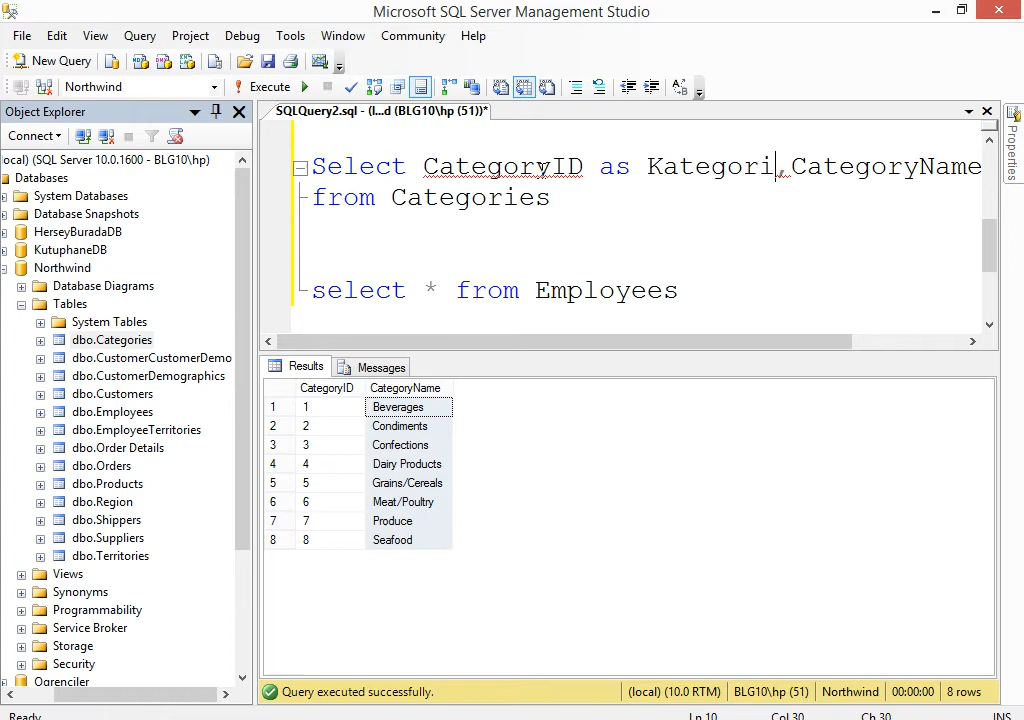 Microsoft SQL Server Management Studio
File Edit View Query Project Debug Tools Window Community Help
New Query
Northwind Execute
Object Explorer
SQLQuery2.sql - (l...d (BLG10\hp (51))*
Connect
Properties
ocal) (SQL Server 10.0.1600 - BLG10\hp)
Databases
System Databases
Database Snapshots
HerseyBuradaDB
KutuphaneDB
Northwind
Database Diagrams
Tables
System Tables
dbo.Categories
dbo.CustomerCustomerDemo
dbo.CustomerDemographics
dbo.Customers
dbo.Employees
dbo.EmployeeTerritories
dbo.Order Details
dbo.Orders
dbo.Products
dbo.Region
dbo.Shippers
dbo.Suppliers
dbo.Territories
Views
Synonyms
Programmability
Service Broker
Storage
Security
Ogrenciler
Select CategoryID as Kategori,CategoryName
from Categories
select * from Employees
Results Messages
CategoryID CategoryName
1 1 Beverages
2 2 Condiments
3 3 Confections
4 4 Dairy Products
5 5 Grains/Cereals
6 6 Meat/Poultry
7 7 Produce
8 8 Seafood
Query executed successfully. (local) (10.0 RTM) BLG10\hp (51) Northwind 00:00:00 8 rows
Ready Ln 10 Col 30 Ch 30 INS